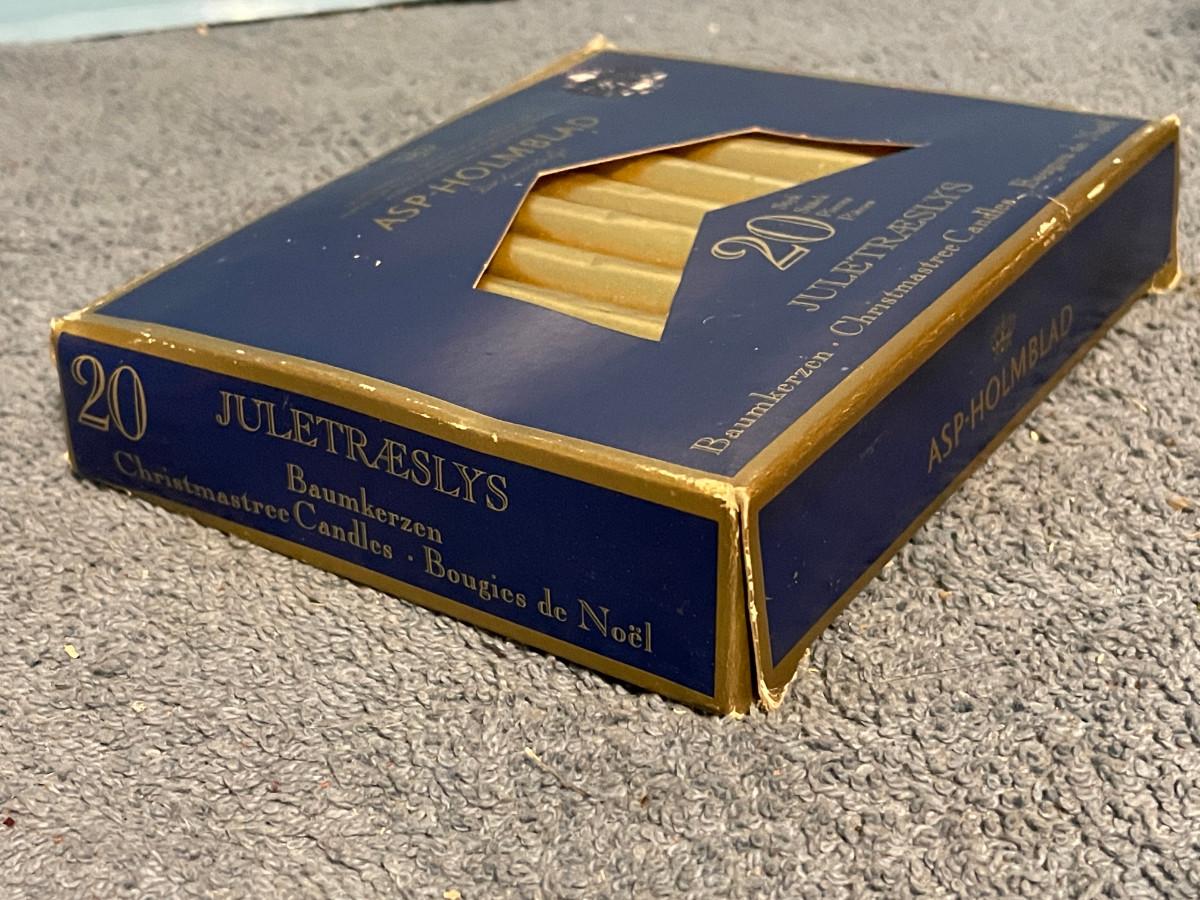 ASP-HOLMBLAD
20
JULETRÆSLYS
Baumkerzen · Christmastree Candles · Bougies de Noël
20
JULETRÆSLYS
Baumkerzen
Christmastree Candles · Bougies de Noël
ASP-HOLMBLAD